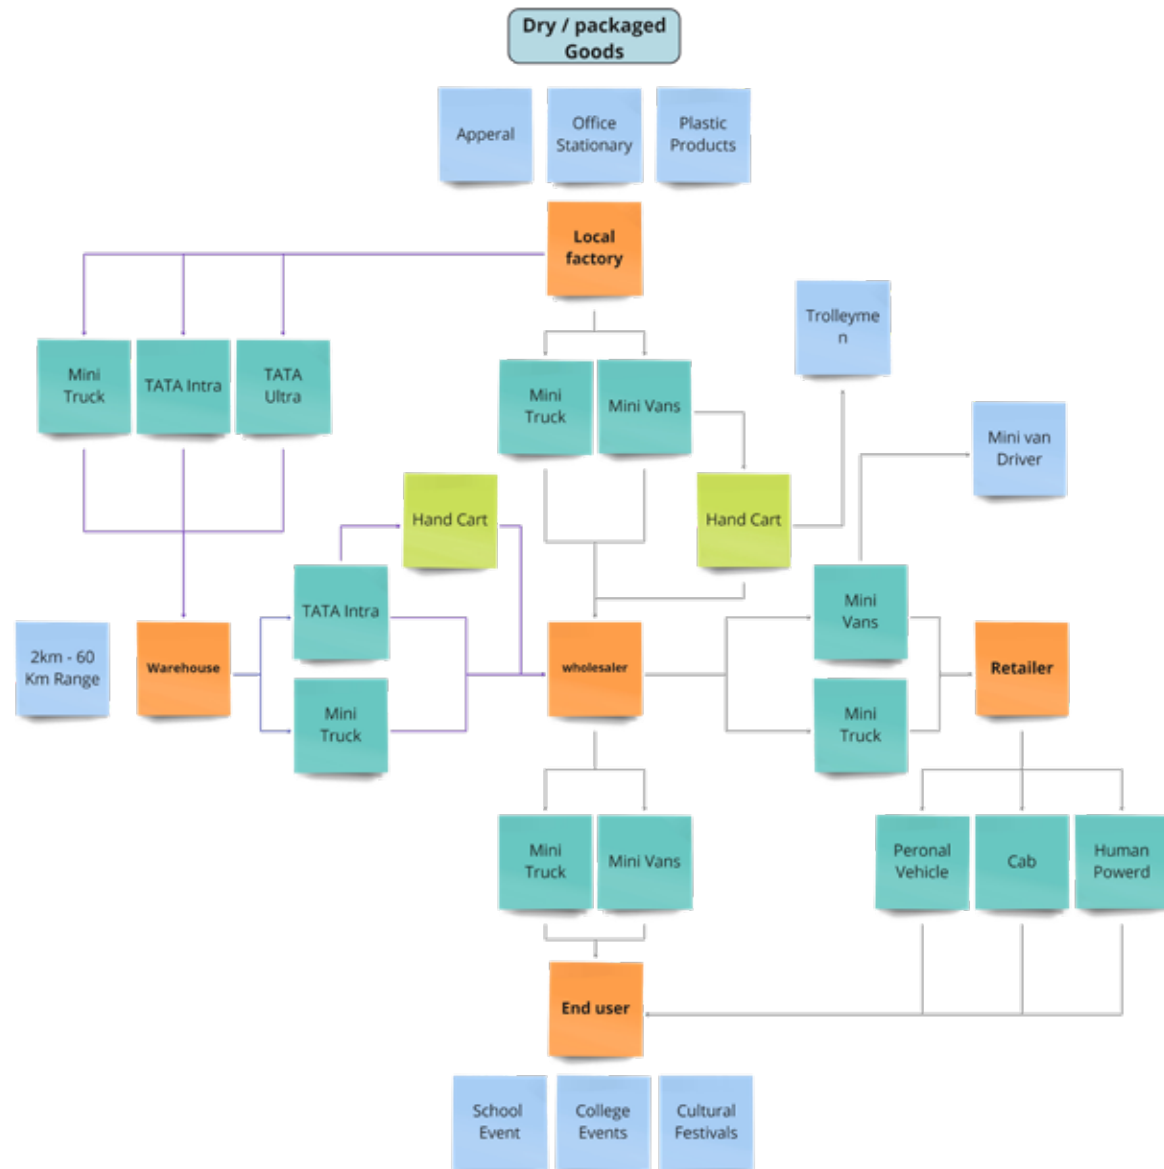 Dry / packaged
Goods
Apperal
Office
Stationary
Plastic
Products
Local
factory
Trolleyme
n
Mini
Truck
TATA Intra
TATA
Ultra
Mini
Truck
Mini Vans
Mini van
Driver
Hand Cart
Hand Cart
TATA Intra
Mini
Vans
2km - 60
Km Range
Warehouse
wholesaler
Retailer
Mini
Truck
Mini
Truck
Mini
Truck
Mini Vans
Peronal
Vehicle
Cab
Human
Powerd
End user
School
Event
College
Events
Cultural
Festivals